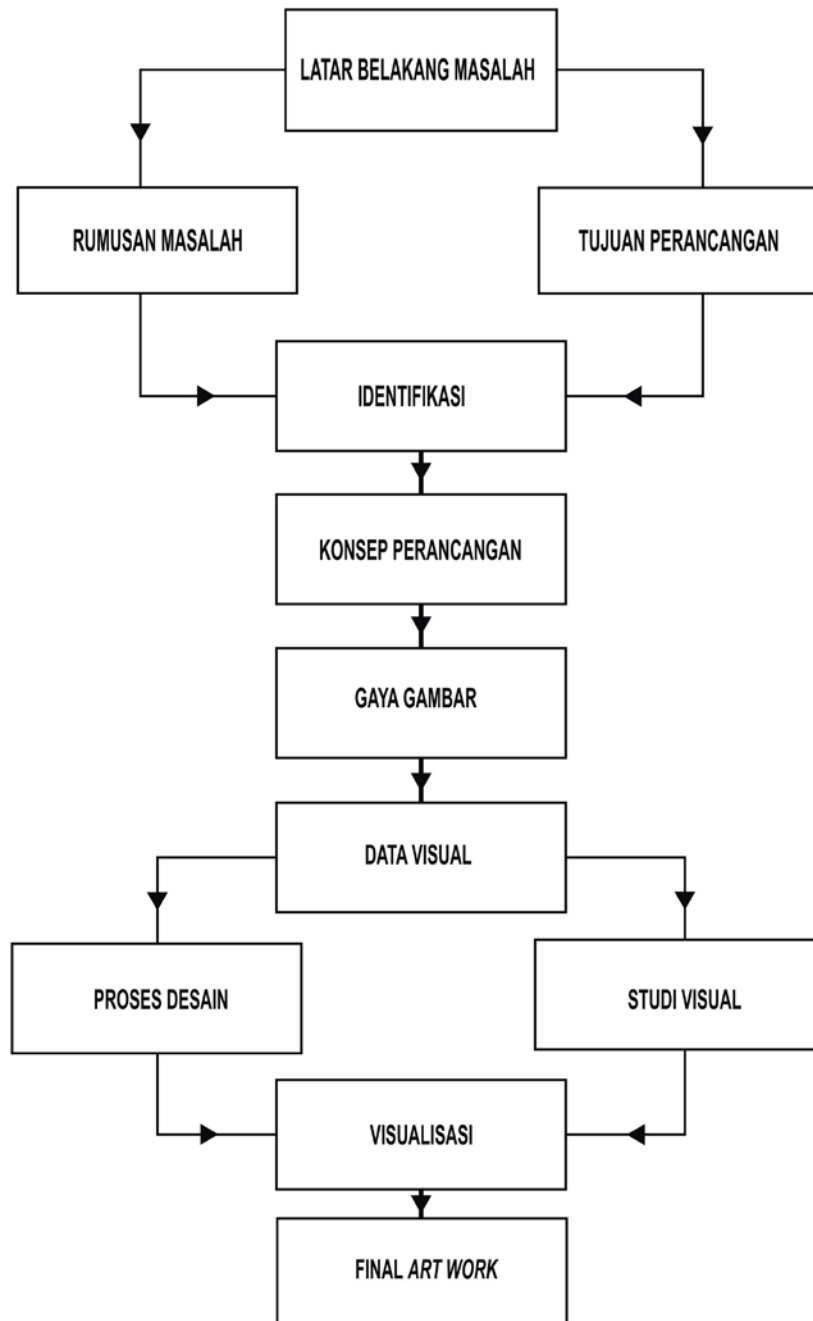 LATAR BELAKANG MASALAH
RUMUSAN MASALAH
TUJUAN PERANCANGAN
IDENTIFIKASI
KONSEP PERANCANGAN
GAYA GAMBAR
DATA VISUAL
PROSES DESAIN
STUDI VISUAL
VISUALISASI
FINAL ART WORK